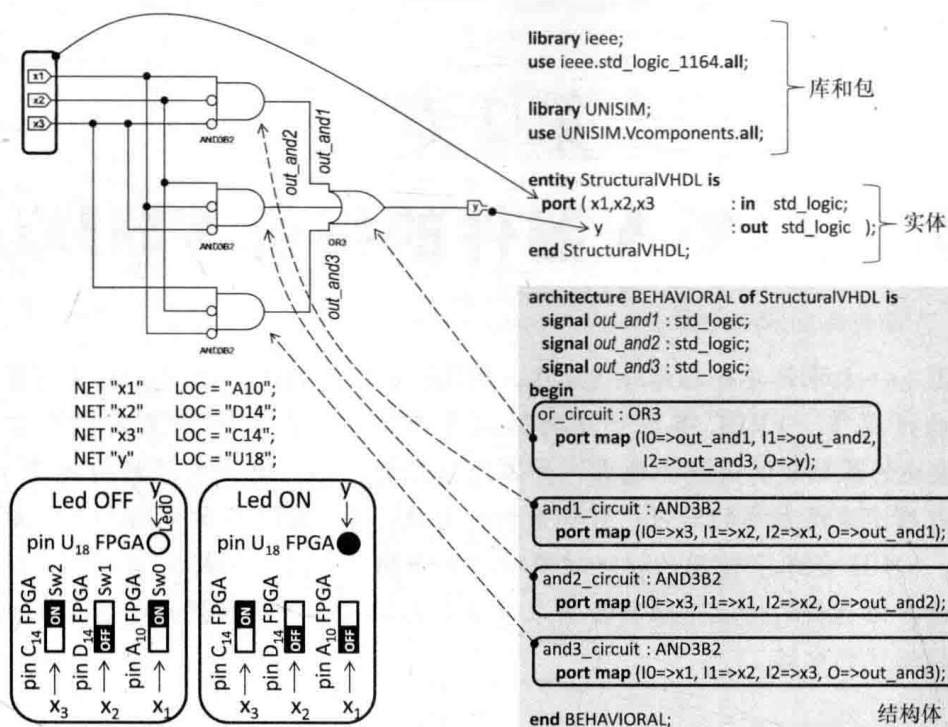 x1
x2
x3
AND3B2
AND3B2
AND3B2
out_and1
out_and2
out_and3
OR3
y
library ieee;
use ieee.std_logic_1164.all;
library UNISIM;
use UNISIM.Vcomponents.all;
库和包
entity StructuralVHDL is
port ( x1,x2,x3 : in std_logic;
y : out std_logic );
end StructuralVHDL;
实体
architecture BEHAVIORAL of StructuralVHDL is
signal out_and1 : std_logic;
signal out_and2 : std_logic;
signal out_and3 : std_logic;
begin
or_circuit : OR3
port map (I0=>out_and1, I1=>out_and2,
I2=>out_and3, O=>y);
and1_circuit : AND3B2
port map (I0=>x3, I1=>x2, I2=>x1, O=>out_and1);
and2_circuit : AND3B2
port map (I0=>x3, I1=>x1, I2=>x2, O=>out_and2);
and3_circuit : AND3B2
port map (I0=>x1, I1=>x2, I2=>x3, O=>out_and3);
end BEHAVIORAL;
结构体
NET "x1" LOC = "A10";
NET "x2" LOC = "D14";
NET "x3" LOC = "C14";
NET "y" LOC = "U18";
Led OFF
y
Led0
pin U18 FPGA
pin C14 FPGA
Sw2
ON
pin D14 FPGA
Sw1
OFF
pin A10 FPGA
Sw0
ON
x3
x2
x1
Led ON
y
pin U18 FPGA
pin C14 FPGA
ON
pin D14 FPGA
OFF
pin A10 FPGA
OFF
x3
x2
x1